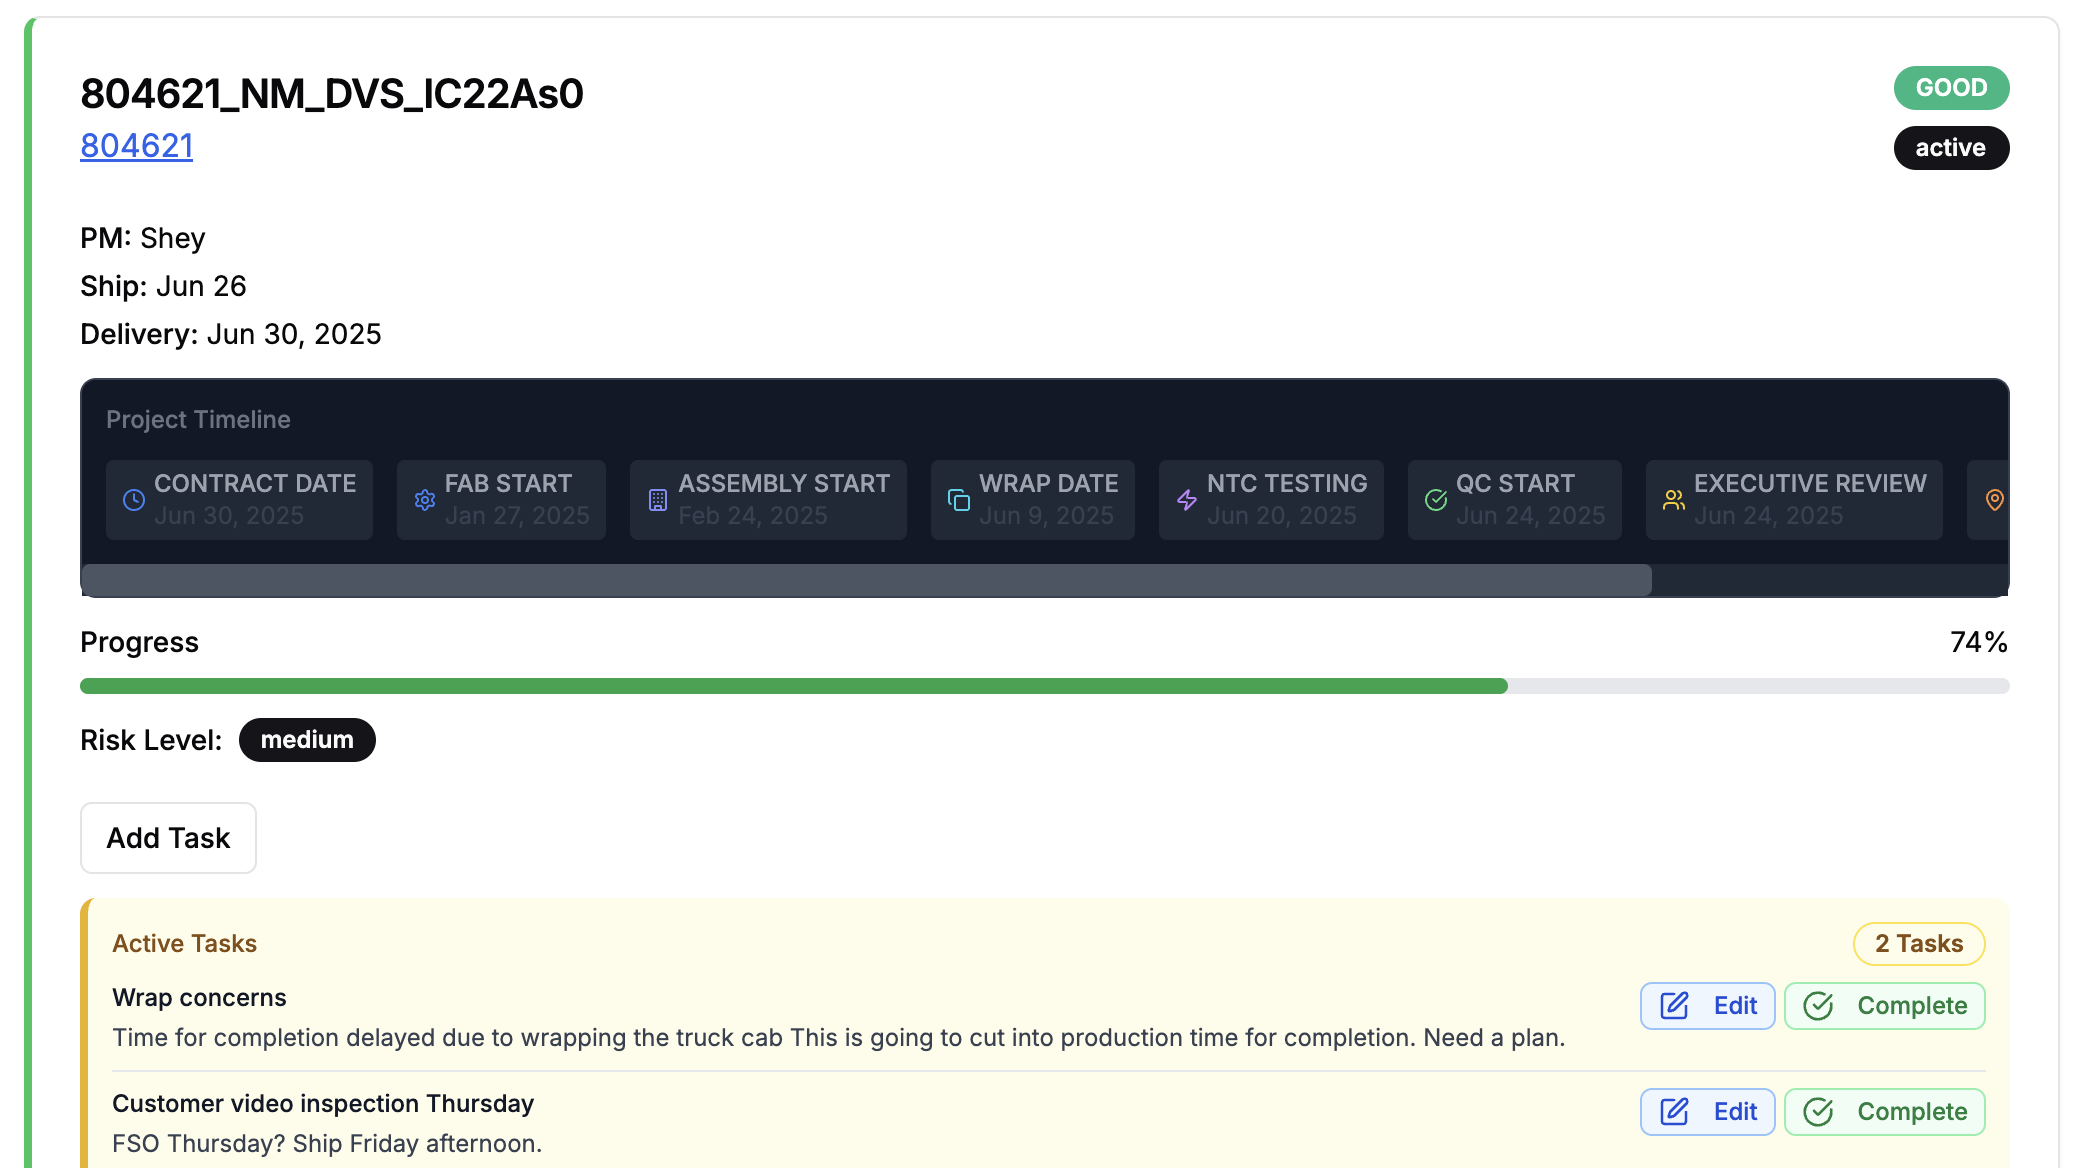 804621_NM_DVS_IC22As0
GOOD
804621
active
PM: Shey
Ship: Jun 26
Delivery: Jun 30, 2025
Project Timeline
CONTRACT DATE
Jun 30, 2025
FAB START
Jan 27, 2025
ASSEMBLY START
Feb 24, 2025
WRAP DATE
Jun 9, 2025
NTC TESTING
Jun 20, 2025
QC START
Jun 24, 2025
EXECUTIVE REVIEW
Jun 24, 2025
Progress
74%
Risk Level: medium
Add Task
Active Tasks
2 Tasks
Wrap concerns
Edit
Complete
Time for completion delayed due to wrapping the truck cab This is going to cut into production time for completion. Need a plan.
Customer video inspection Thursday
Edit
Complete
FSO Thursday? Ship Friday afternoon.